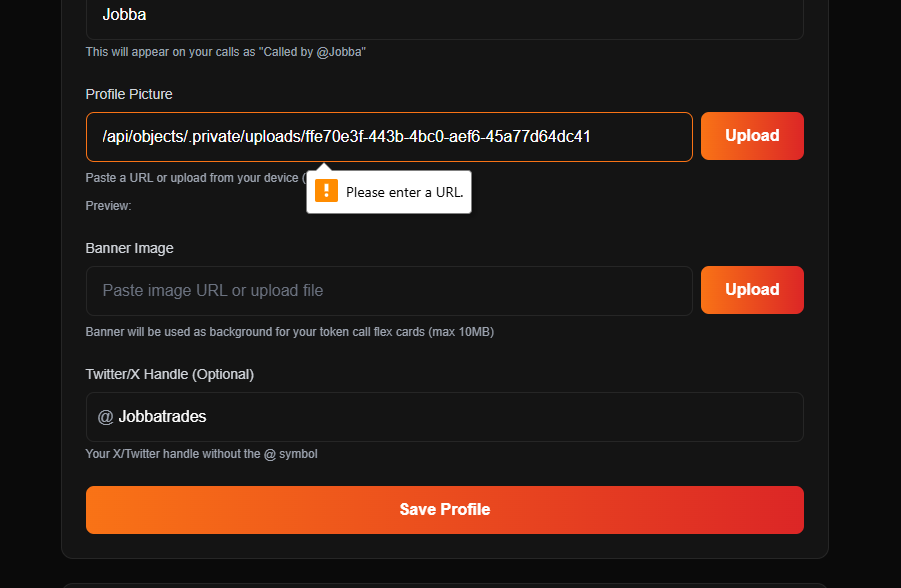 Jobba
This will appear on your calls as "Called by @Jobba"
Profile Picture
/api/objects/.private/uploads/ffe70e3f-443b-4bc0-aef6-45a77d64dc41
Upload
Paste a URL or upload from your device (
Please enter a URL.
Preview:
Banner Image
Paste image URL or upload file
Upload
Banner will be used as background for your token call flex cards (max 10MB)
Twitter/X Handle (Optional)
@ Jobbatrades
Your X/Twitter handle without the @ symbol
Save Profile